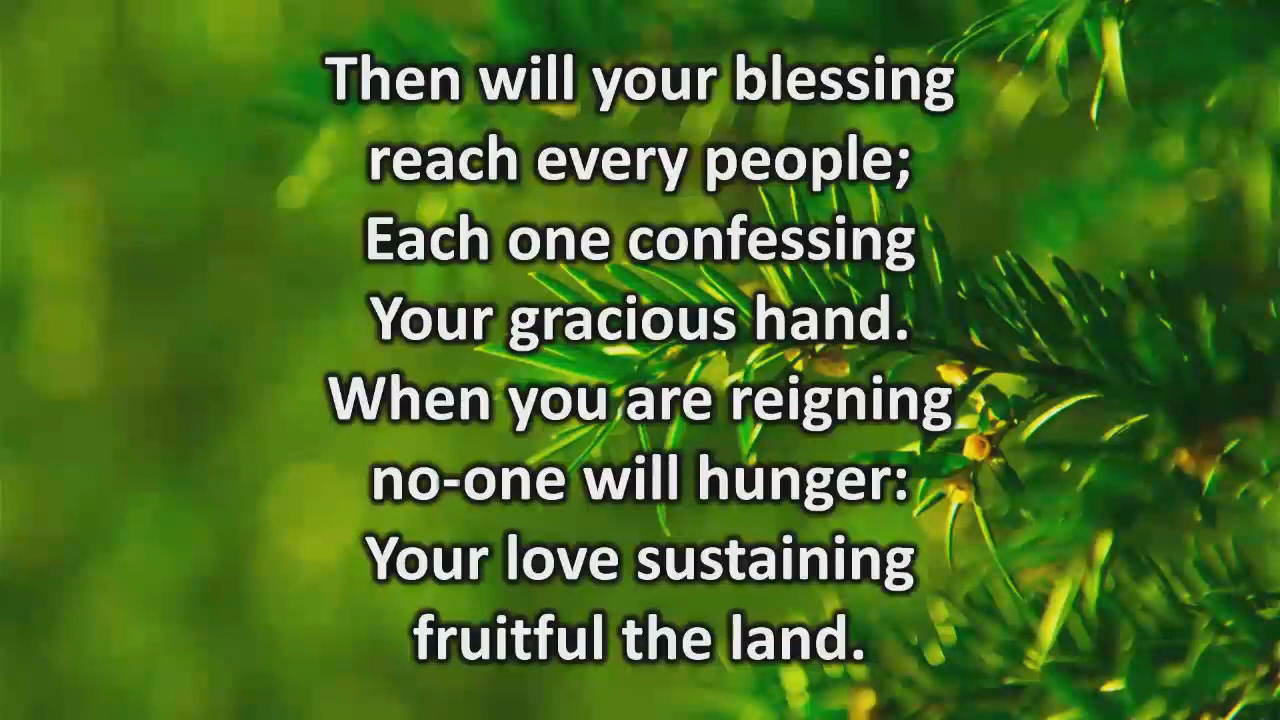 Then will your blessing
reach every people;
Each one confessing
Your gracious hand.
When you are reigning
no-one will hunger:
Your love sustaining
fruitful the land.